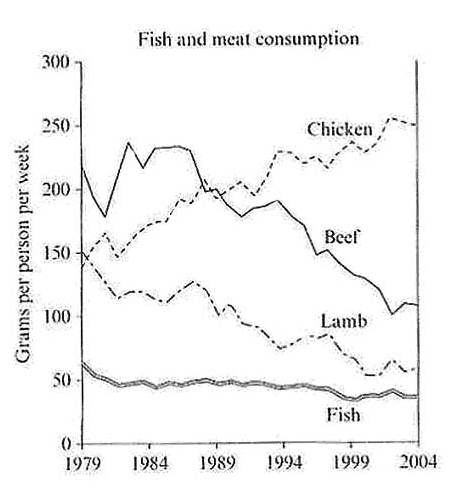 Fish and meat consumption
300
250
200
150
100
50
0
Grams per person per week
Chicken
Beef
Lamb
Fish
1979 1984 1989 1994 1999 2004